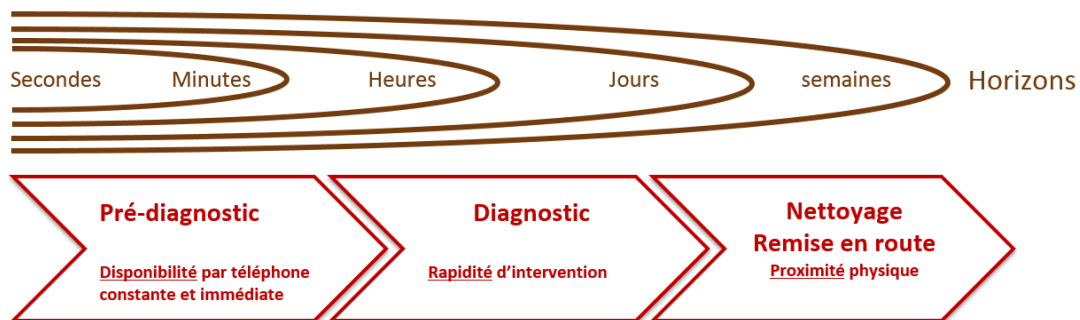 Secondes Minutes Heures Jours semaines Horizons
Pré-diagnostic
Disponibilité par téléphone
constante et immédiate
Diagnostic
Rapidité d'intervention
Nettoyage
Remise en route
Proximité physique